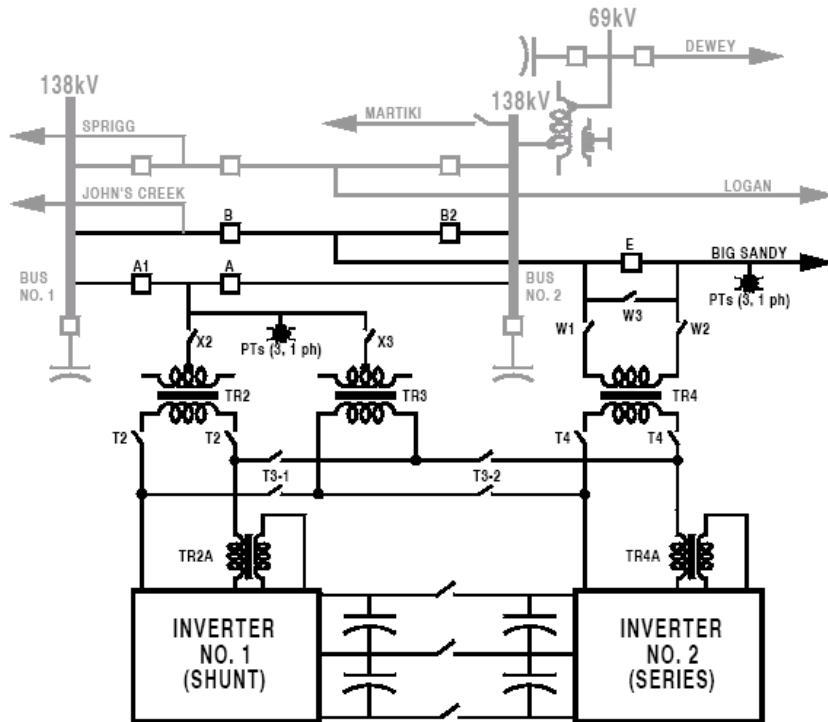 69kV
DEWEY
138kV
138kV
MARTIKI
SPRIGG
JOHN'S CREEK
LOGAN
B
B2
E
BIG SANDY
A1
A
BUS
NO. 1
BUS
NO. 2
PTs (3, 1 ph)
W3
W1
W2
X2
PTs (3, 1 ph)
X3
TR2
TR3
TR4
T2
T2
T4
T4
T3-1
T3-2
TR2A
TR4A
INVERTER
NO. 1
(SHUNT)
INVERTER
NO. 2
(SERIES)